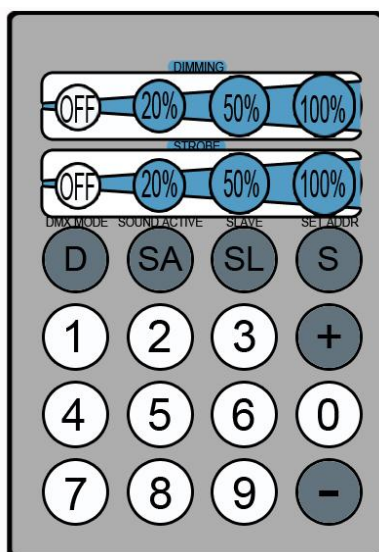 DIMMING
OFF 20% 50% 100%
STROBE
OFF 20% 50% 100%
DMX MODE SOUND ACTIVE SLAVE SET ADDR
D SA SL S
1 2 3 +
4 5 6 0
7 8 9 -